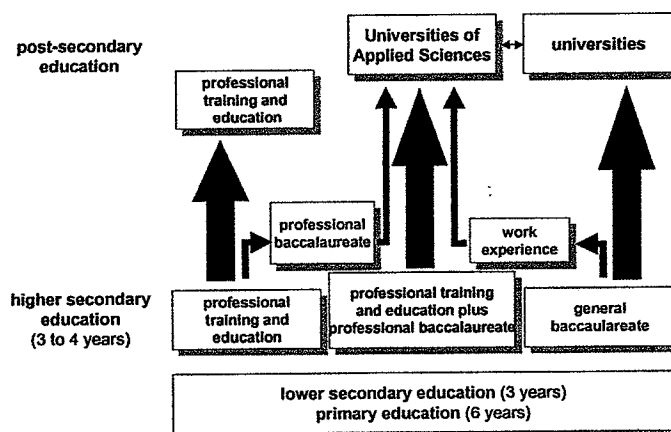 post-secondary
education
Universities of
Applied Sciences
universities
professional
training and
education
professional
baccalaureate
work
experience
higher secondary
education
(3 to 4 years)
professional
training and
education
professional training
and education plus
professional baccalaureate
general
baccaulareate
lower secondary education (3 years)
primary education (6 years)